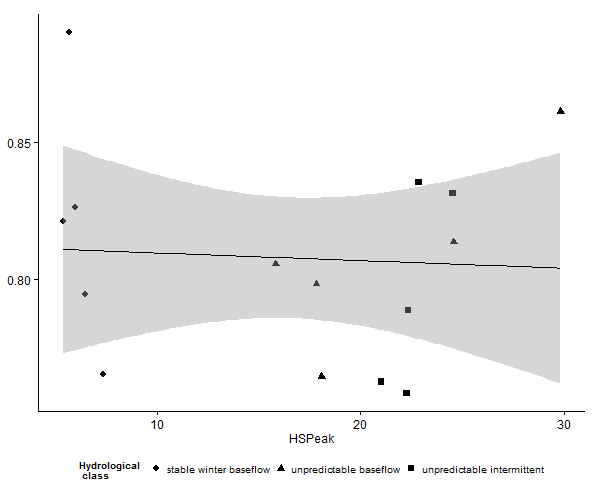 0.85
0.80
10 20 30
HSPeak
Hydrological class stable winter baseflow unpredictable baseflow unpredictable intermittent